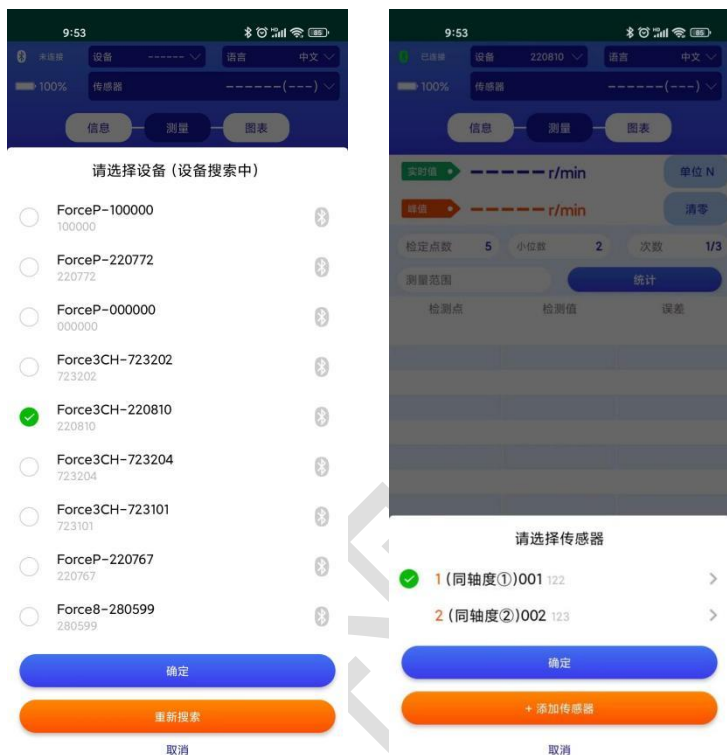 9:53
85
未连接 设备 ------ 语言 中文
100% 传感器 ------(---)
信息 测量 图表
请选择设备 (设备搜索中)
ForceP-100000
100000
ForceP-220772
220772
ForceP-000000
000000
Force3CH-723202
723202
Force3CH-220810
220810
Force3CH-723204
723204
Force3CH-723101
723101
ForceP-220767
220767
Force8-280599
280599
确定
重新搜索
取消
9:53
85
已连接 设备 220810 语言 中文
100% 传感器 ------(---)
信息 测量 图表
实时值 ----- r/min 单位 N
峰值 ----- r/min 清零
检定点数 5 小位数 2 次数 1/3
测量范围 统计
检测点 检测值 误差
请选择传感器
1 (同轴度①)001 122
2 (同轴度②)002 123
确定
+ 添加传感器
取消